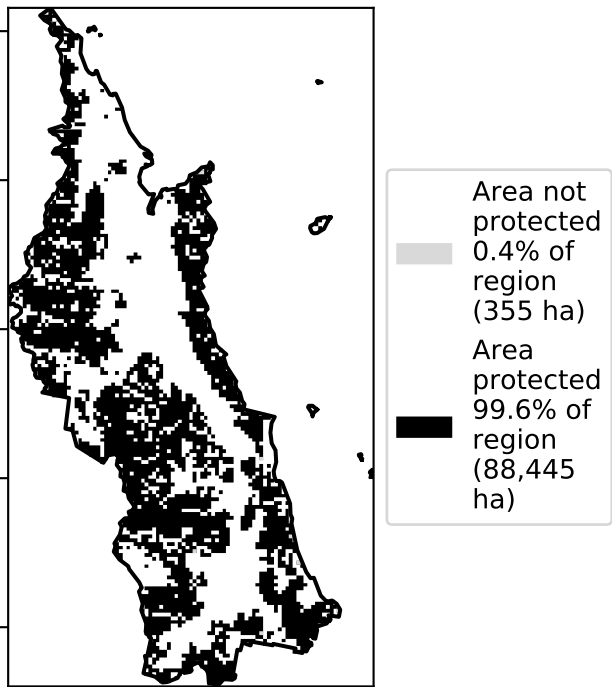 Area not
protected
0.4% of
region
(355 ha)
Area
protected
99.6% of
region
(88,445
ha)